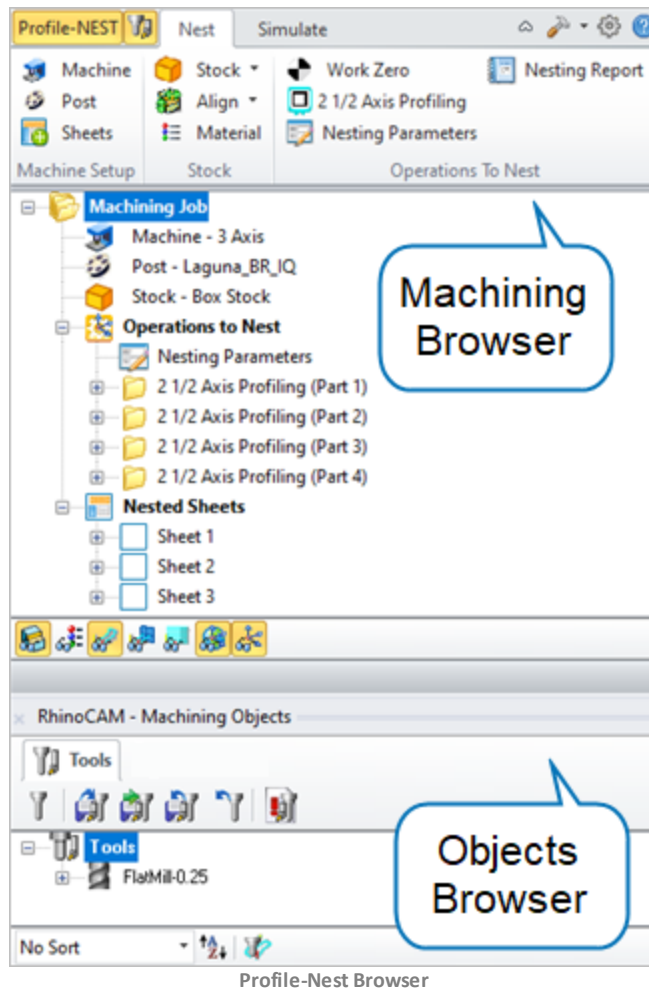 Profile-NEST Nest Simulate
Machine Stock Work Zero Nesting Report
Post Align 2 1/2 Axis Profiling
Sheets Material Nesting Parameters
Machine Setup Stock Operations To Nest
Machining Job
Machine - 3 Axis
Post - Laguna_BR_IQ
Stock - Box Stock
Operations to Nest
Nesting Parameters
2 1/2 Axis Profiling (Part 1)
2 1/2 Axis Profiling (Part 2)
2 1/2 Axis Profiling (Part 3)
2 1/2 Axis Profiling (Part 4)
Nested Sheets
Sheet 1
Sheet 2
Sheet 3
Machining
Browser
RhinoCAM - Machining Objects
Tools
Tools
FlatMill-0.25
Objects
Browser
No Sort
Profile-Nest Browser